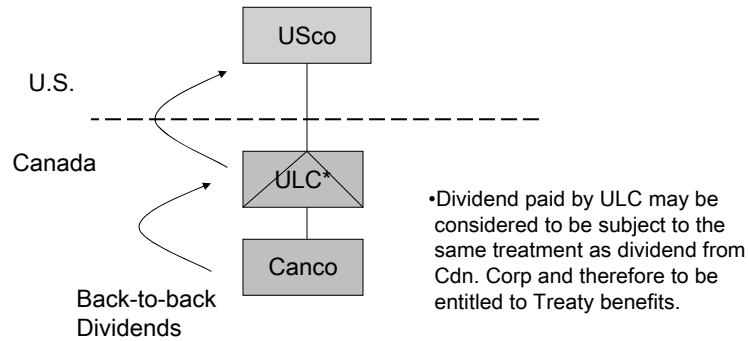 USco
U.S.
Canada
ULC*
Canco
Back-to-back
Dividends
•Dividend paid by ULC may be
considered to be subject to the
same treatment as dividend from
Cdn. Corp and therefore to be
entitled to Treaty benefits.